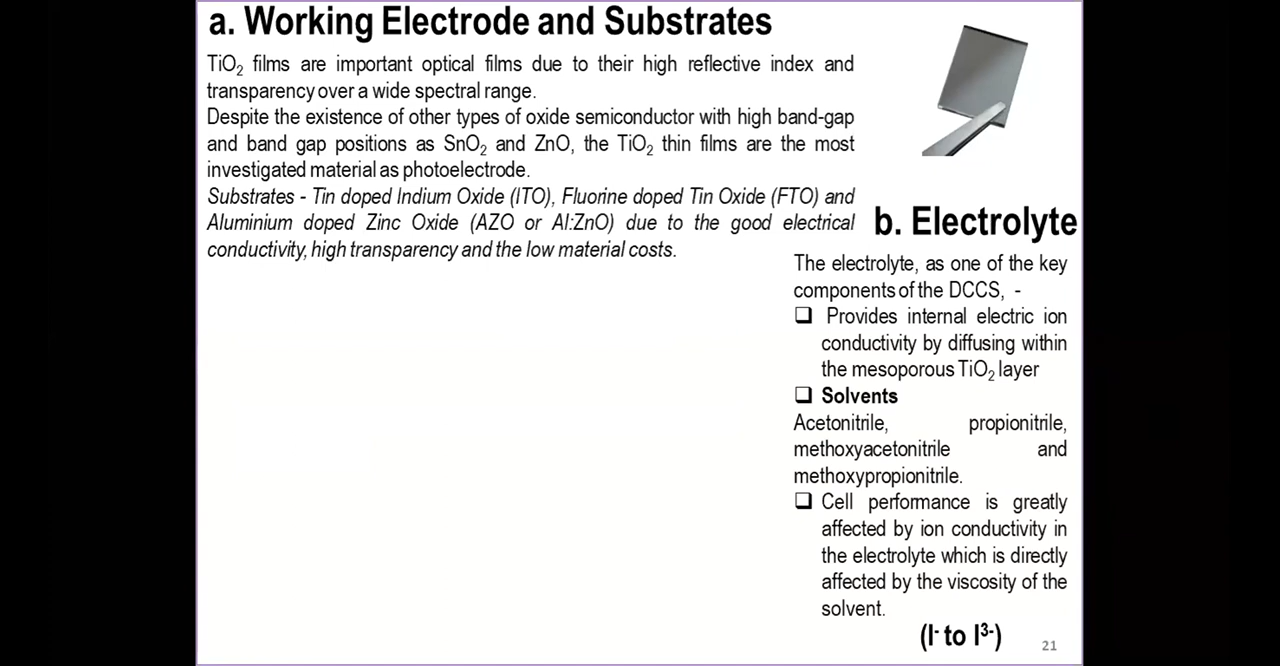 a. Working Electrode and Substrates
TiO₂ films are important optical films due to their high reflective index and
transparency over a wide spectral range.
Despite the existence of other types of oxide semiconductor with high band-gap
and band gap positions as SnO₂ and ZnO, the TiO₂ thin films are the most
investigated material as photoelectrode.
Substrates - Tin doped Indium Oxide (ITO), Fluorine doped Tin Oxide (FTO) and
Aluminium doped Zinc Oxide (AZO or Al:ZnO) due to the good electrical
conductivity, high transparency and the low material costs.
b. Electrolyte
The electrolyte, as one of the key
components of the DCCS, -
❑ Provides internal electric ion
conductivity by diffusing within
the mesoporous TiO₂ layer
❑ Solvents
Acetonitrile, propionitrile,
methoxyacetonitrile and
methoxypropionitrile.
❑ Cell performance is greatly
affected by ion conductivity in
the electrolyte which is directly
affected by the viscosity of the
solvent.
(I⁻ to I³⁻)
21